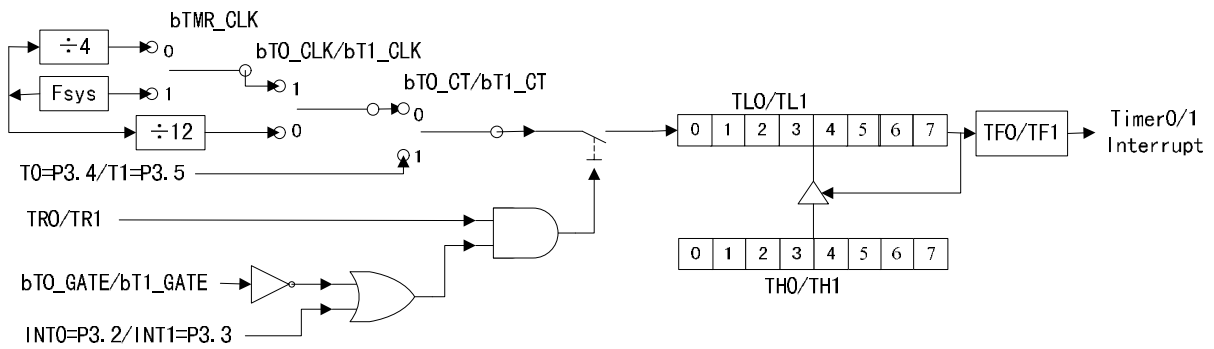 bTMR_CLK
÷4
0
bT0_CLK/bT1_CLK
Fsys
1
1
bT0_CT/bT1_CT
0
÷12
0
1
T0=P3.4/T1=P3.5
TL0/TL1
0 1 2 3 4 5 6 7
TF0/TF1
Timer0/1
Interrupt
TR0/TR1
0 1 2 3 4 5 6 7
TH0/TH1
bT0_GATE/bT1_GATE
INT0=P3.2/INT1=P3.3